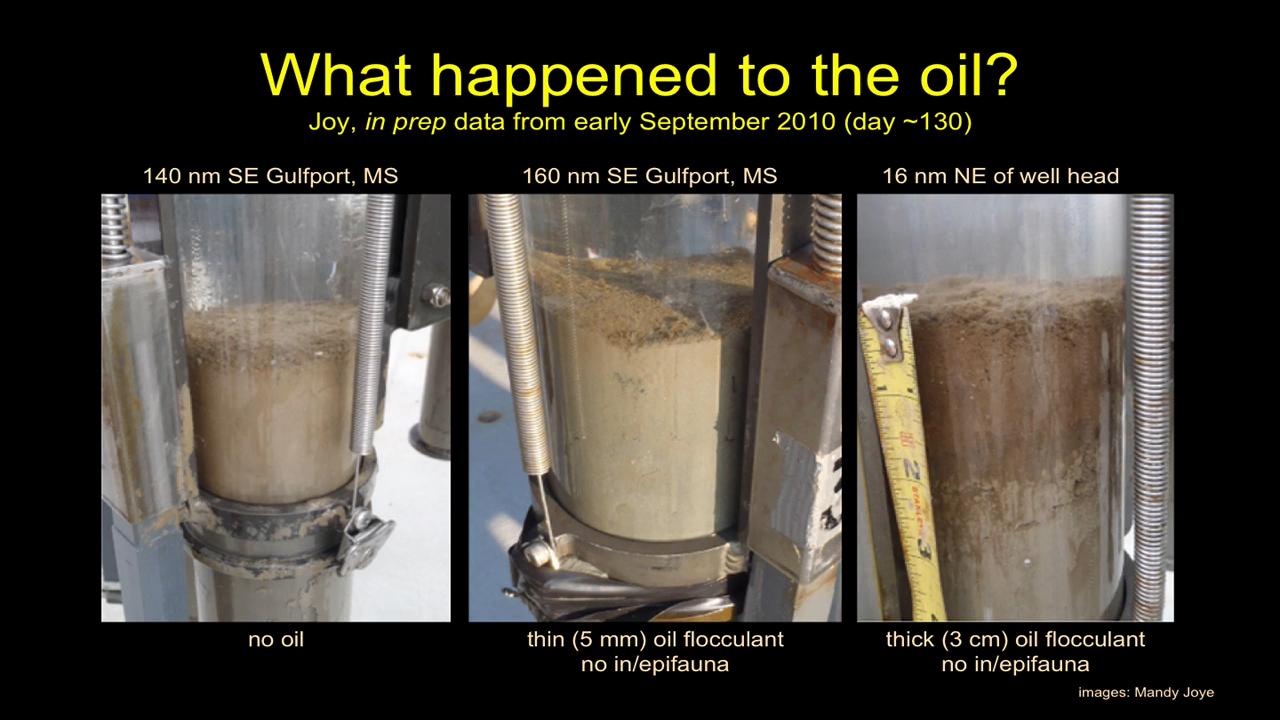 What happened to the oil?
Joy, in prep data from early September 2010 (day ~130)
140 nm SE Gulfport, MS
160 nm SE Gulfport, MS
16 nm NE of well head
2
3
no oil
thin (5 mm) oil flocculant
no in/epifauna
thick (3 cm) oil flocculant
no in/epifauna
images: Mandy Joye